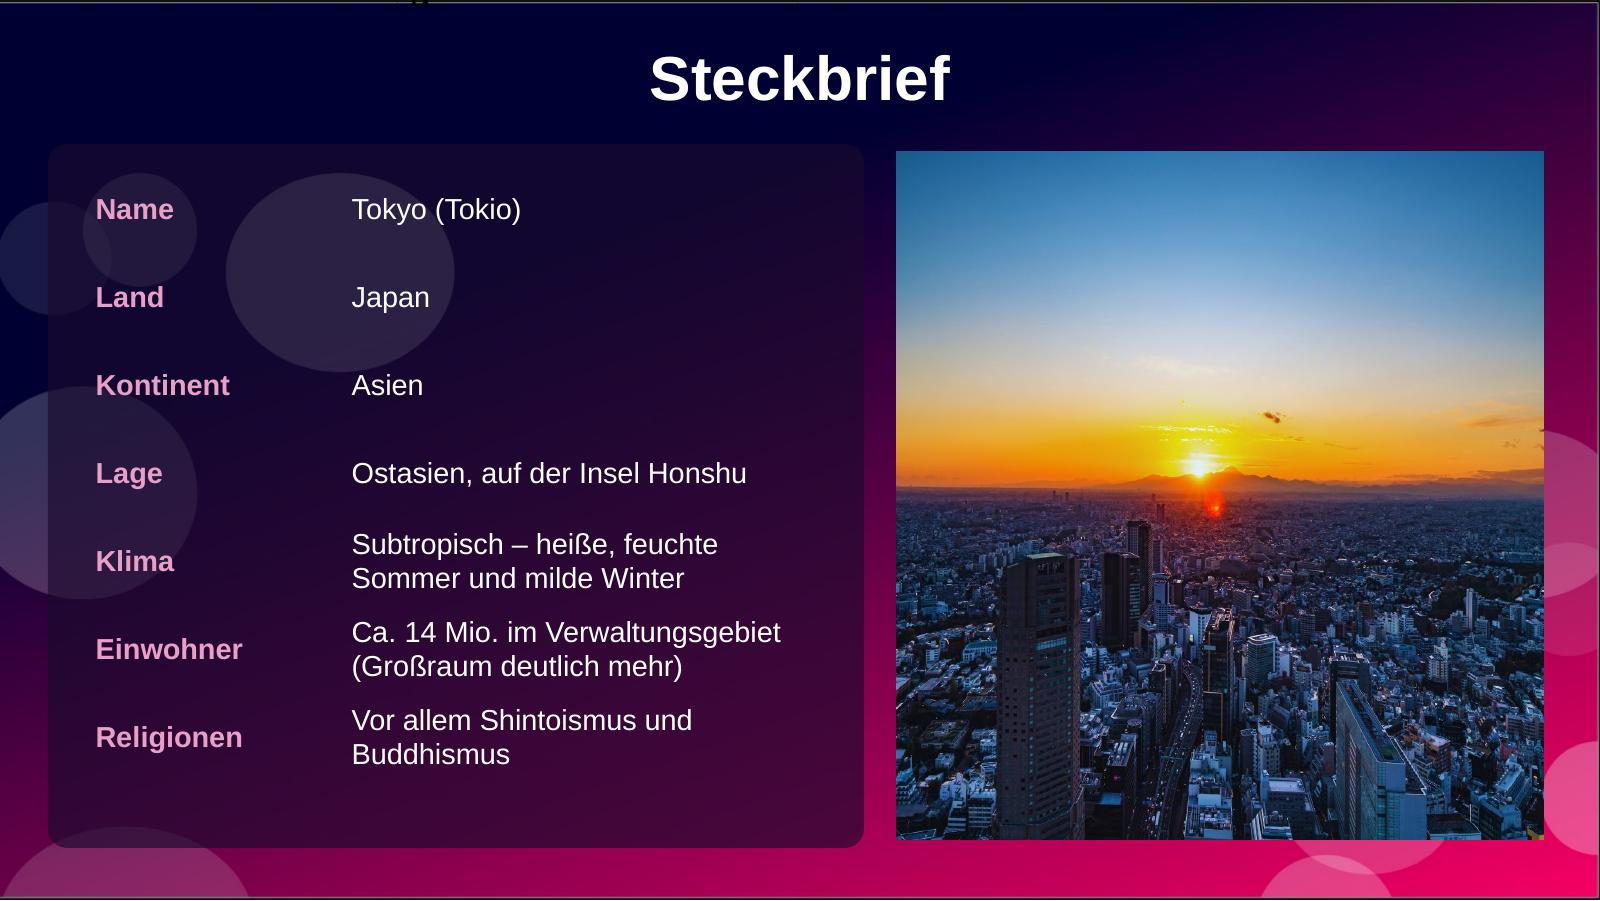 Steckbrief
Name
Tokyo (Tokio)
Land
Japan
Kontinent
Asien
Lage
Ostasien, auf der Insel Honshu
Klima
Subtropisch – heiße, feuchte
Sommer und milde Winter
Einwohner
Ca. 14 Mio. im Verwaltungsgebiet
(Großraum deutlich mehr)
Religionen
Vor allem Shintoismus und
Buddhismus